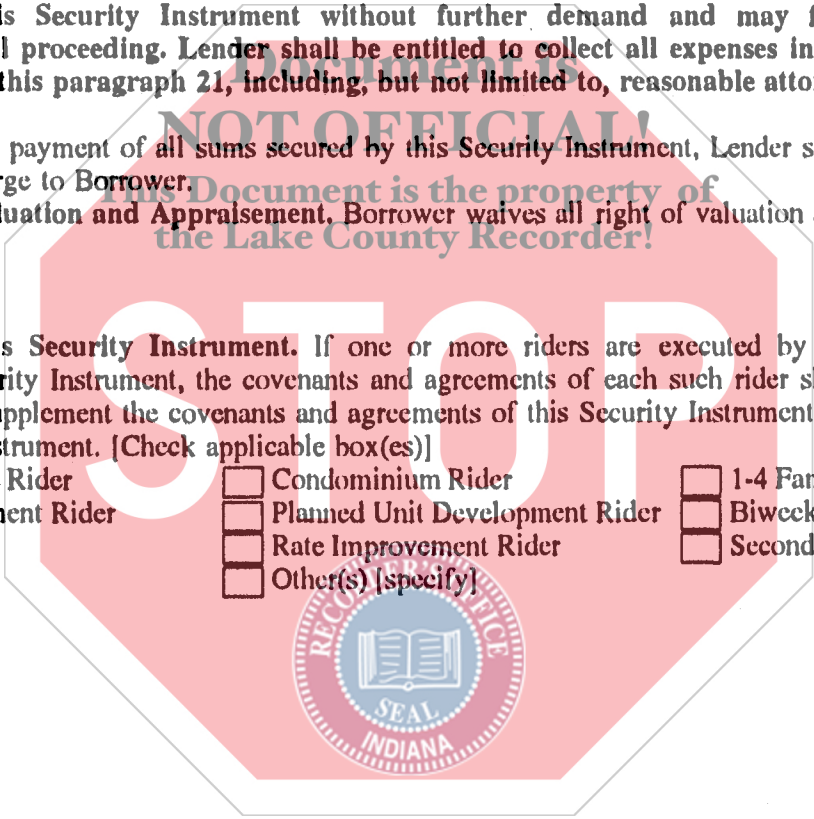 is Security Instrument without further demand and may f
l proceeding. Lender shall be entitled to collect all expenses in
this paragraph 21, including, but not limited to, reasonable atto
Document is
NOT OFFICIAL!
payment of all sums secured by this Security Instrument, Lender s
rge to Borrower.
This Document is the property of
luation and Appraisement. Borrower waives all right of valuation
the Lake County Recorder!
STOP
s Security Instrument. If one or more riders are executed by
rity Instrument, the covenants and agreements of each such rider s
upplement the covenants and agreements of this Security Instrument
strument. [Check applicable box(es)]
Rider Condominium Rider 1-4 Fam
ent Rider Planned Unit Development Rider Biweek
Rate Improvement Rider Second
Other(s) [specify]
RECORDER'S OFFICE
SEAL
INDIANA